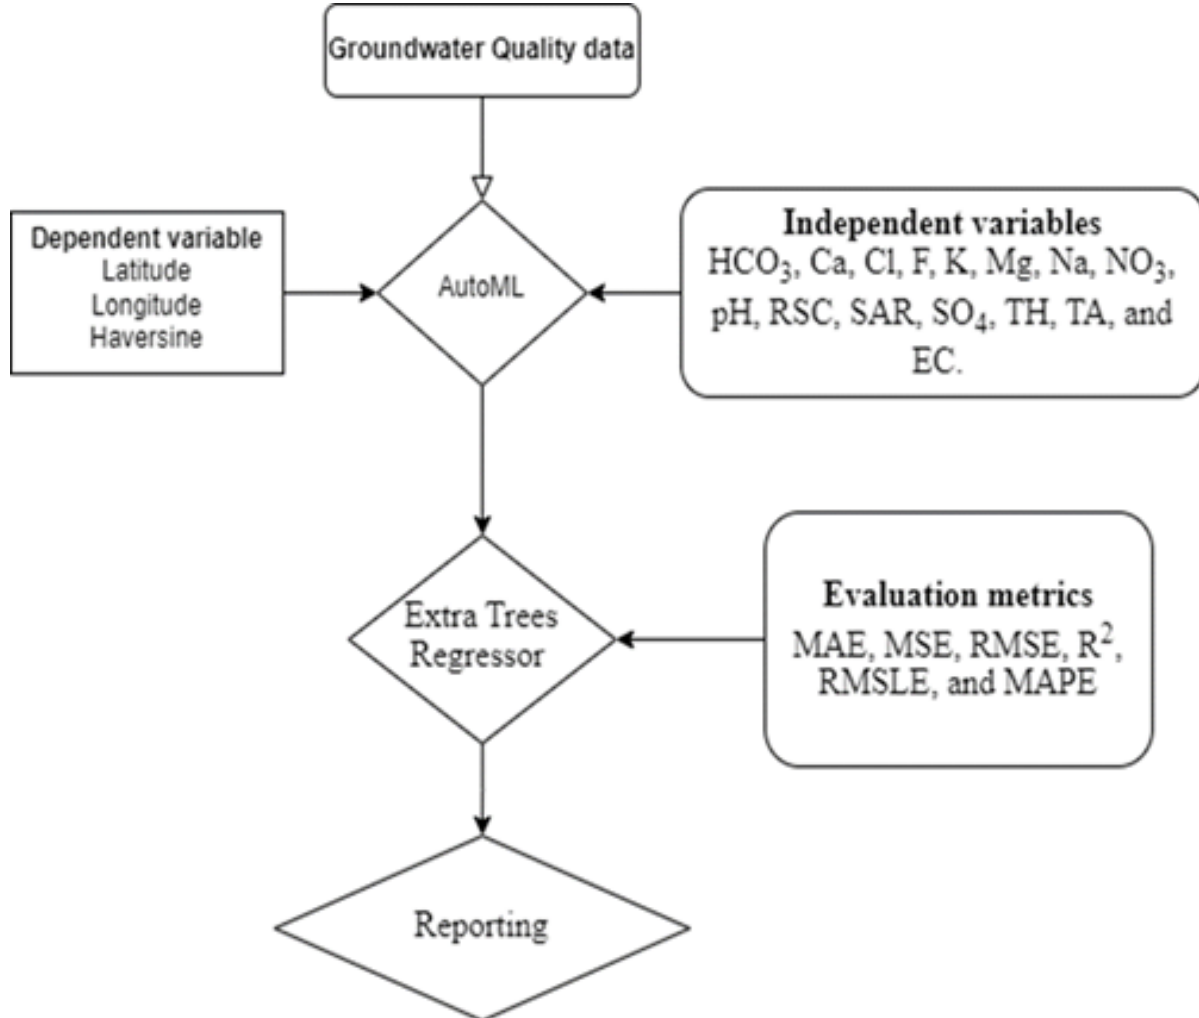 Groundwater Quality data
Dependent variable
Latitude
Longitude
Haversine
AutoML
Independent variables
HCO₃, Ca, Cl, F, K, Mg, Na, NO₃,
pH, RSC, SAR, SO₄, TH, TA, and
EC.
Extra Trees
Regressor
Evaluation metrics
MAE, MSE, RMSE, R²,
RMSLE, and MAPE
Reporting